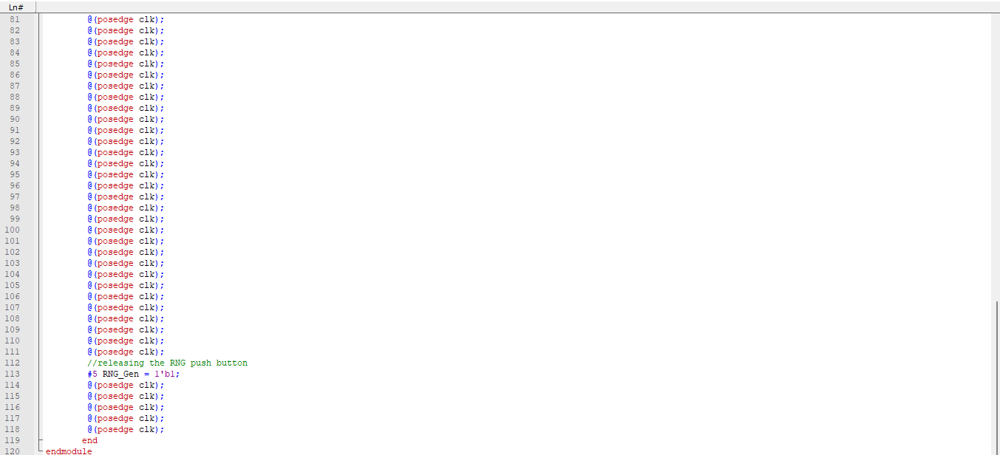 Ln#
81 @(posedge clk);
82 @(posedge clk);
83 @(posedge clk);
84 @(posedge clk);
85 @(posedge clk);
86 @(posedge clk);
87 @(posedge clk);
88 @(posedge clk);
89 @(posedge clk);
90 @(posedge clk);
91 @(posedge clk);
92 @(posedge clk);
93 @(posedge clk);
94 @(posedge clk);
95 @(posedge clk);
96 @(posedge clk);
97 @(posedge clk);
98 @(posedge clk);
99 @(posedge clk);
100 @(posedge clk);
101 @(posedge clk);
102 @(posedge clk);
103 @(posedge clk);
104 @(posedge clk);
105 @(posedge clk);
106 @(posedge clk);
107 @(posedge clk);
108 @(posedge clk);
109 @(posedge clk);
110 @(posedge clk);
111 @(posedge clk);
112 //releasing the RNG push button
113 #5 RNG_Gen = 1'b1;
114 @(posedge clk);
115 @(posedge clk);
116 @(posedge clk);
117 @(posedge clk);
118 @(posedge clk);
119 end
120 endmodule